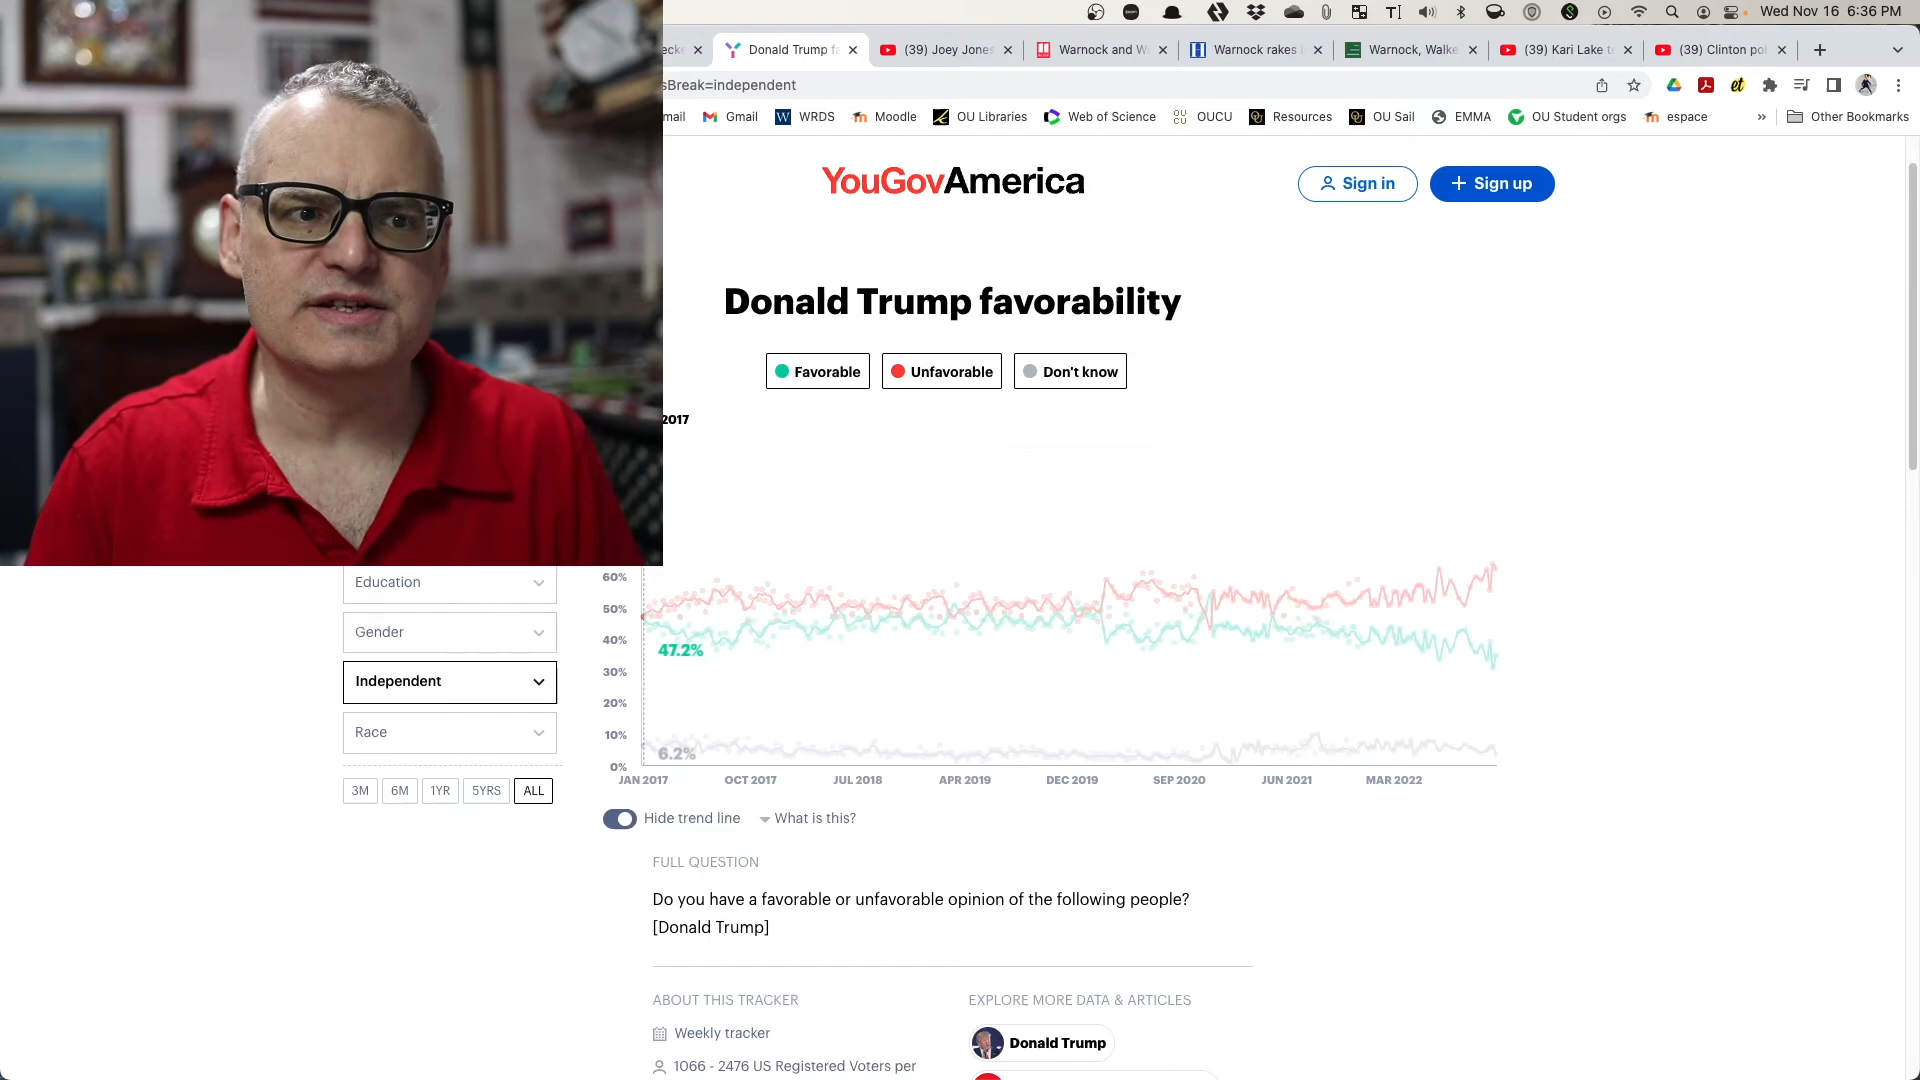 Wed Nov 16 6:36 PM
Donald Trump fa
(39) Joey Jones
Warnock and Wa
Warnock rakes i
Warnock, Walke
(39) Kari Lake te
(39) Clinton pol
sBreak=independent
mail
Gmail
WRDS
Moodle
OU Libraries
Web of Science
OUCU
Resources
OU Sail
EMMA
OU Student orgs
espace
»
Other Bookmarks
YouGovAmerica
Sign in
+ Sign up
Donald Trump favorability
Favorable
Unfavorable
Don't know
2017
60%
50%
40%
30%
20%
10%
0%
47.2%
6.2%
JAN 2017
OCT 2017
JUL 2018
APR 2019
DEC 2019
SEP 2020
JUN 2021
MAR 2022
Education
Gender
Independent
Race
3M
6M
1YR
5YRS
ALL
Hide trend line
What is this?
FULL QUESTION
Do you have a favorable or unfavorable opinion of the following people?
[Donald Trump]
ABOUT THIS TRACKER
Weekly tracker
1066 - 2476 US Registered Voters per
EXPLORE MORE DATA & ARTICLES
Donald Trump